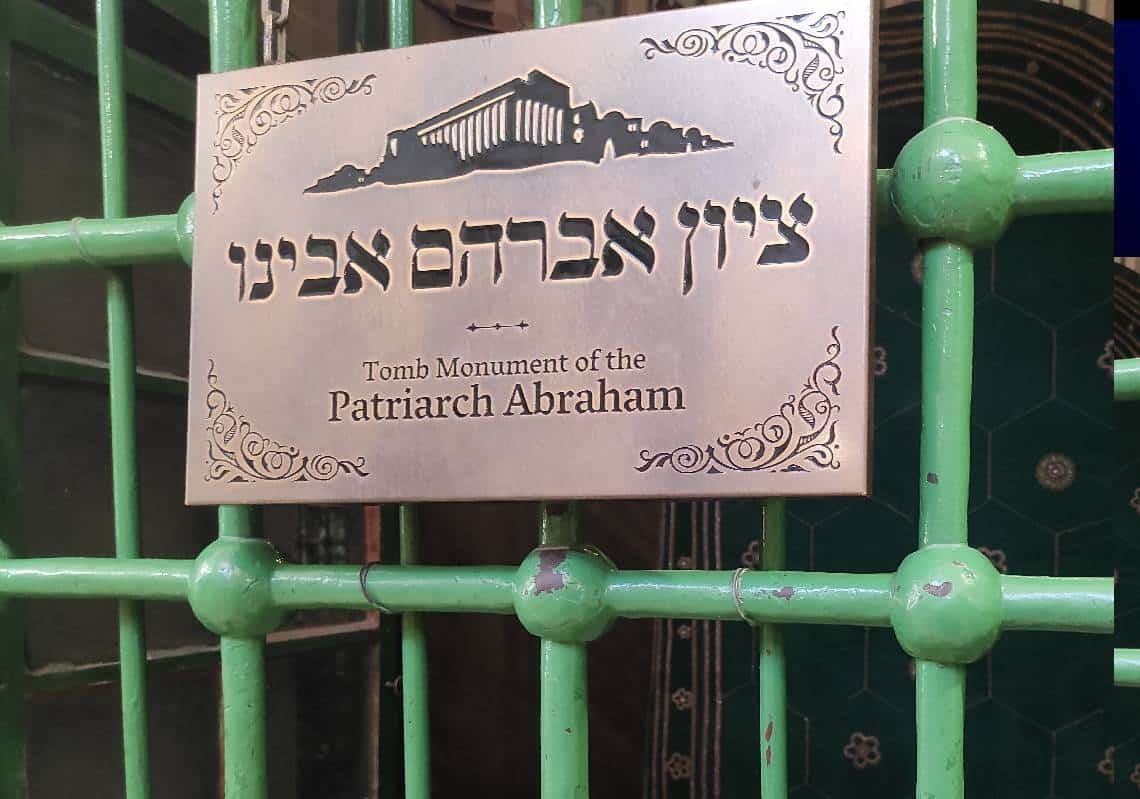 ציון אברהם אבינו
Tomb Monument of the
Patriarch Abraham